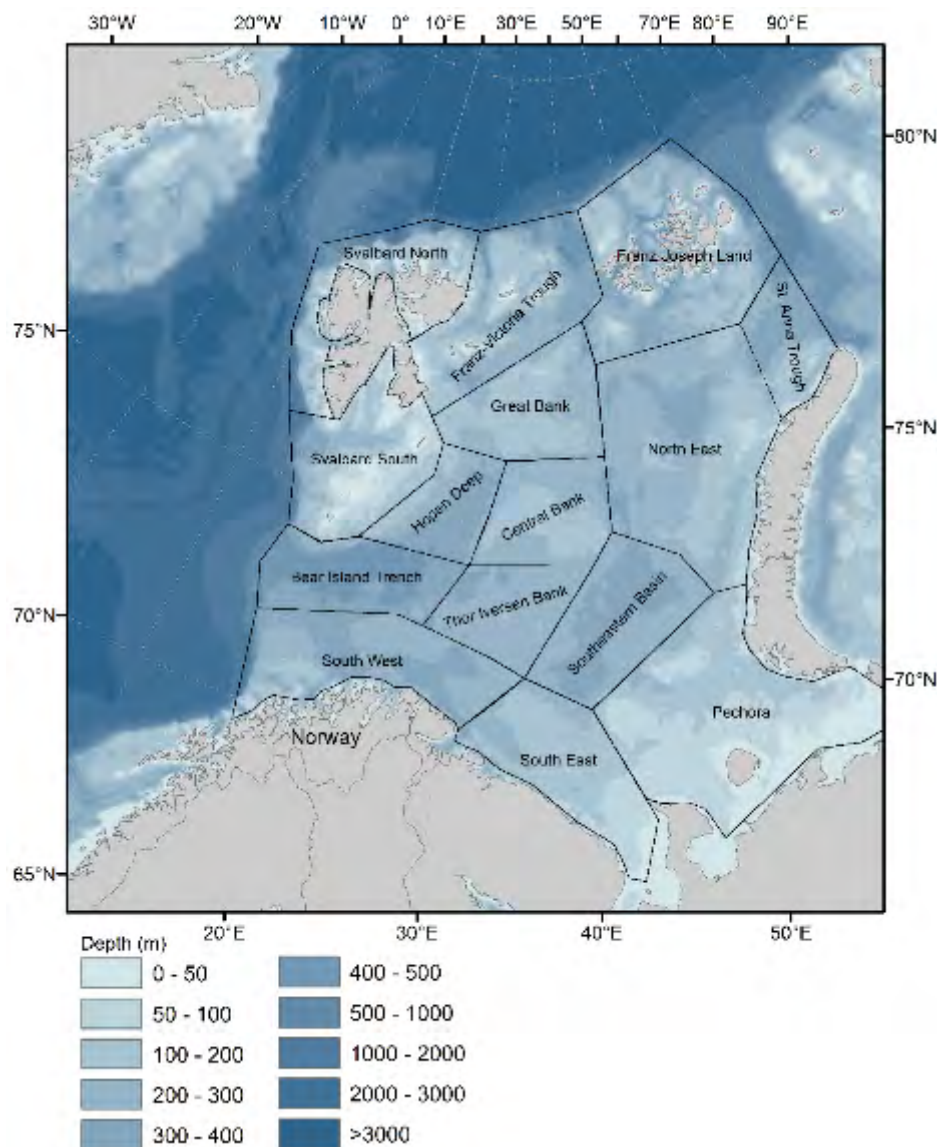 30°W 20°W 10°W 0° 10°E 30°E 50°E 70°E 80°E 90°E
80°N
Svalbard North
Franz Joseph Land
75°N
Franz-Victoria Trough
St. Anna Trough
Great Bank
75°N
North East
Svalbard South
Hopen Deep
Central Bank
Bear Island Trench
Thor Iversen Bank
70°N
Southeastern Basin
South West
70°N
Pechora
Norway
South East
65°N
20°E 30°E 40°E 50°E
Depth (m)
0 - 50
50 - 100
100 - 200
200 - 300
300 - 400
400 - 500
500 - 1000
1000 - 2000
2000 - 3000
>3000